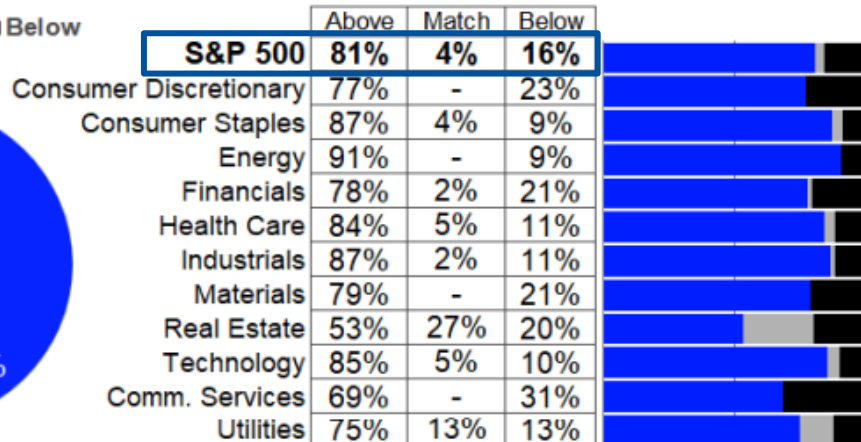 Below
Above Match Below
S&P 500 81% 4% 16%
Consumer Discretionary 77% - 23%
Consumer Staples 87% 4% 9%
Energy 91% - 9%
Financials 78% 2% 21%
Health Care 84% 5% 11%
Industrials 87% 2% 11%
Materials 79% - 21%
Real Estate 53% 27% 20%
Technology 85% 5% 10%
Comm. Services 69% - 31%
Utilities 75% 13% 13%
%